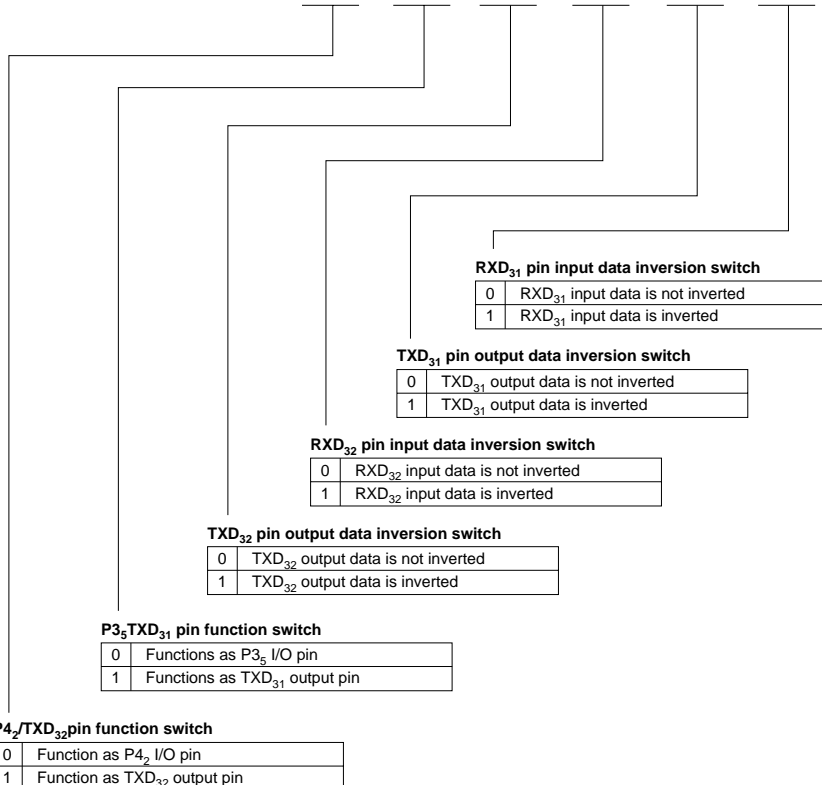 RXD31 pin input data inversion switch
0 RXD31 input data is not inverted
1 RXD31 input data is inverted
TXD31 pin output data inversion switch
0 TXD31 output data is not inverted
1 TXD31 output data is inverted
RXD32 pin input data inversion switch
0 RXD32 input data is not inverted
1 RXD32 input data is inverted
TXD32 pin output data inversion switch
0 TXD32 output data is not inverted
1 TXD32 output data is inverted
P35TXD31 pin function switch
0 Functions as P35 I/O pin
1 Functions as TXD31 output pin
P42/TXD32pin function switch
0 Function as P42 I/O pin
1 Function as TXD32 output pin